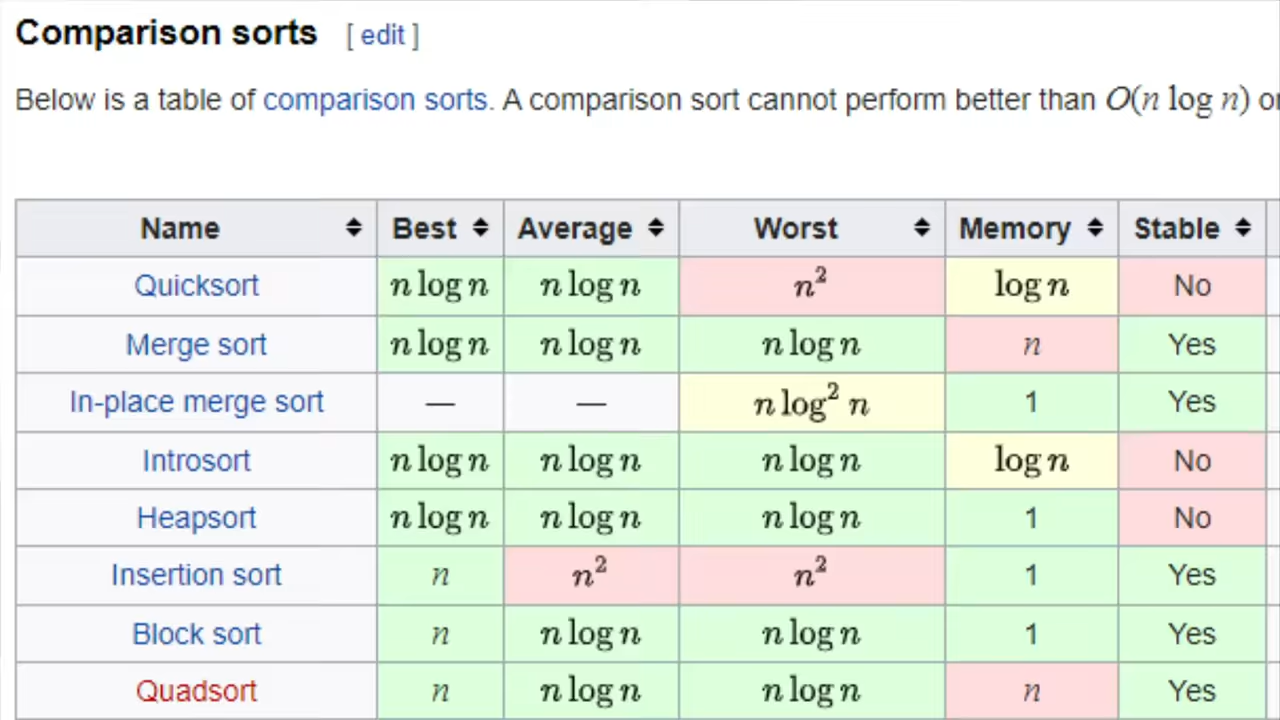 Comparison sorts [ edit ]
Below is a table of comparison sorts. A comparison sort cannot perform better than O(n log n)
Name Best Average Worst Memory Stable
Quicksort n log n n log n n² log n No
Merge sort n log n n log n n log n n Yes
In-place merge sort — — n log² n 1 Yes
Introsort n log n n log n n log n log n No
Heapsort n log n n log n n log n 1 No
Insertion sort n n² n² 1 Yes
Block sort n n log n n log n 1 Yes
Quadsort n n log n n log n n Yes